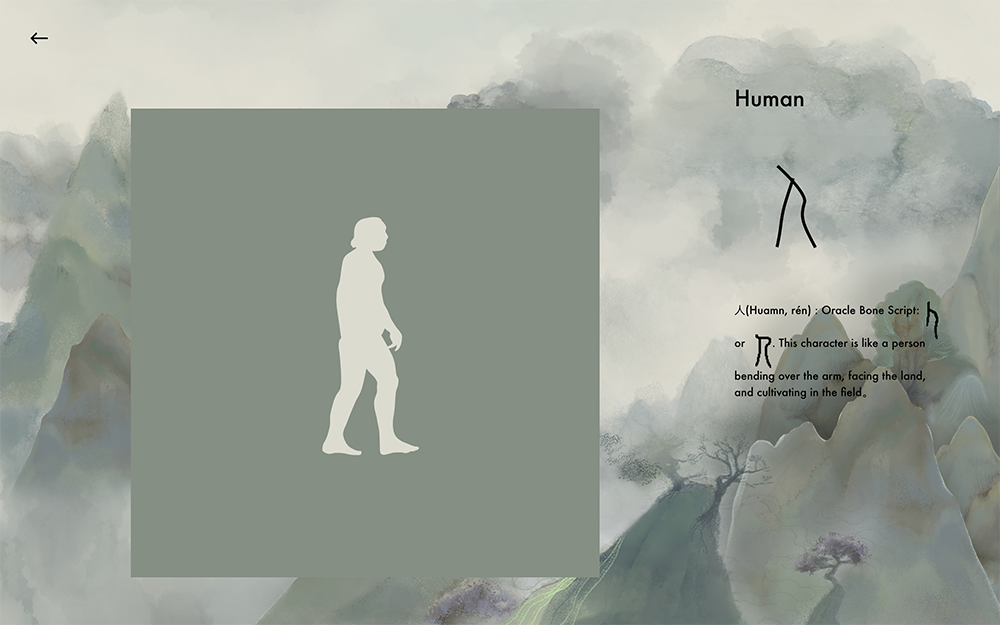 Human
人(Huamn, rén) : Oracle Bone Script:
or . This character is like a person
bending over the arm, facing the land,
and cultivating in the field。